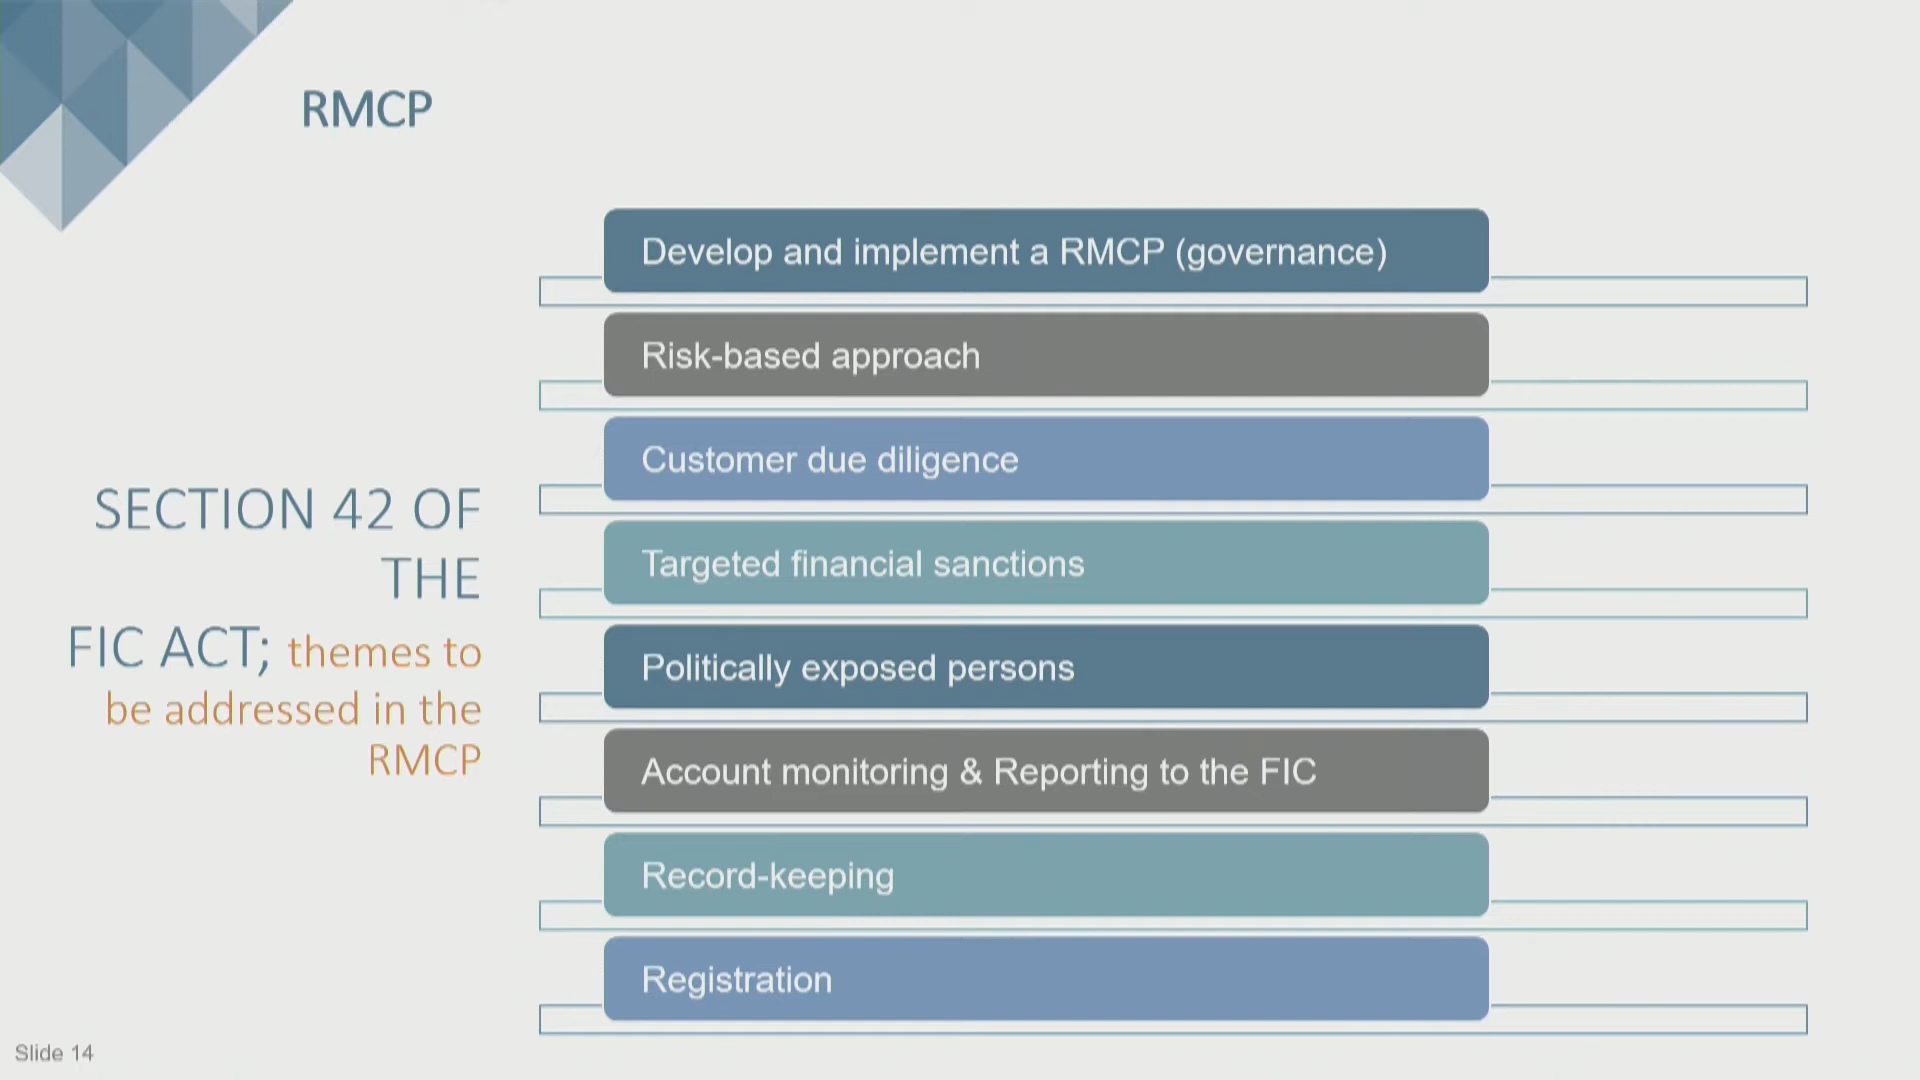 RMCP
SECTION 42 OF
THE
FIC ACT; themes to
be addressed in the
RMCP
Develop and implement a RMCP (governance)
Risk-based approach
Customer due diligence
Targeted financial sanctions
Politically exposed persons
Account monitoring & Reporting to the FIC
Record-keeping
Registration
Slide 14